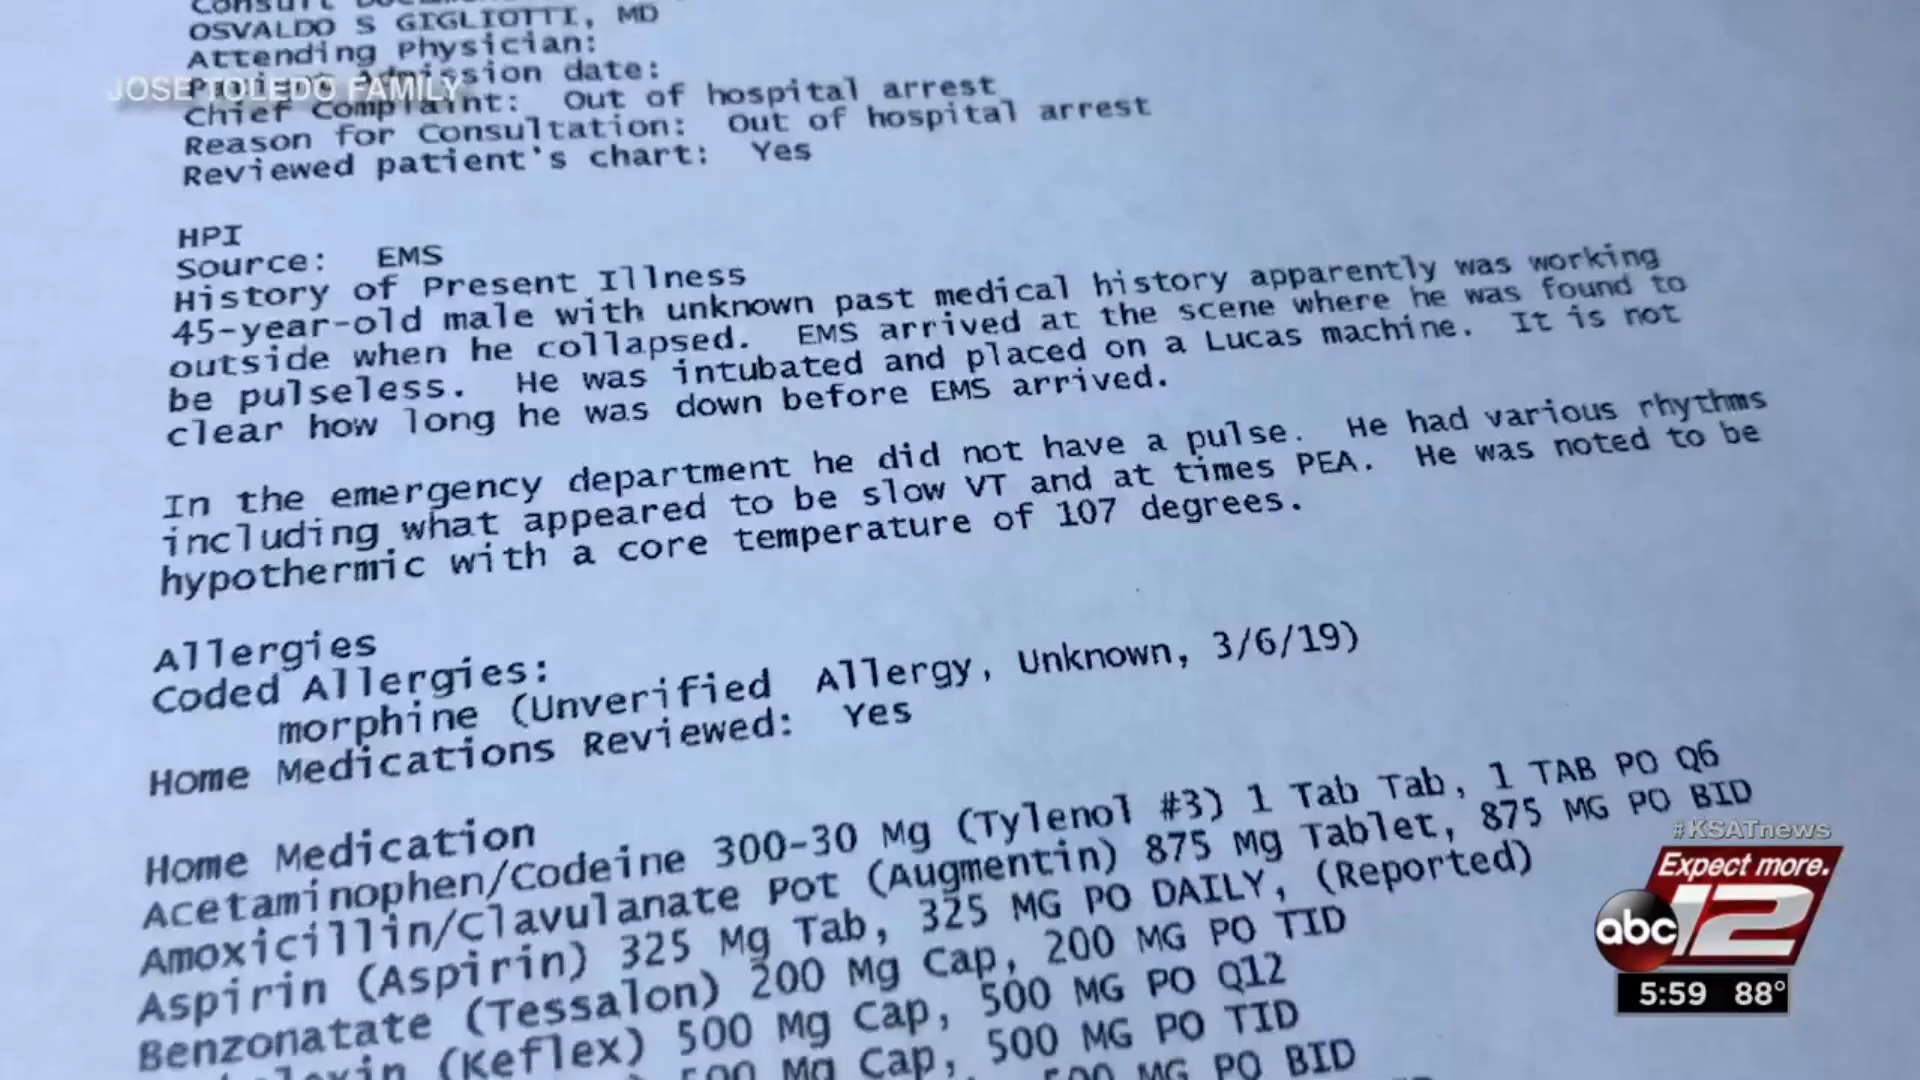 Consult
OSVALDO S GIGLIOTTI, MD
Attending Physician:
Admission date:
JOSE TOLEDO FAMILY
Chief Complaint: Out of hospital arrest
Reason for Consultation: Out of hospital arrest
Reviewed patient's chart: Yes
HPI
Source: EMS
History of Present Illness
45-year-old male with unknown past medical history apparently was working
outside when he collapsed. EMS arrived at the scene where he was found to
be pulseless. He was intubated and placed on a Lucas machine. It is not
clear how long he was down before EMS arrived.
In the emergency department he did not have a pulse. He had various rhythms
including what appeared to be slow VT and at times PEA. He was noted to be
hypothermic with a core temperature of 107 degrees.
Allergies
Coded Allergies:
morphine (Unverified Allergy, Unknown, 3/6/19)
Home Medications Reviewed: Yes
Home Medication
Acetaminophen/Codeine 300-30 Mg (Tylenol #3) 1 Tab Tab, 1 TAB PO Q6
Amoxicillin/Clavulanate Pot (Augmentin) 875 Mg Tablet, 875 MG PO BID
Aspirin (Aspirin) 325 Mg Tab, 325 MG PO DAILY, (Reported)
Benzonatate (Tessalon) 200 Mg Cap, 200 MG PO TID
(Keflex) 500 Mg Cap, 500 MG PO Q12
500 Mg Cap, 500 MG PO TID
MG PO BID
#KSATnews
Expect more.
abc 12
5:59 88°